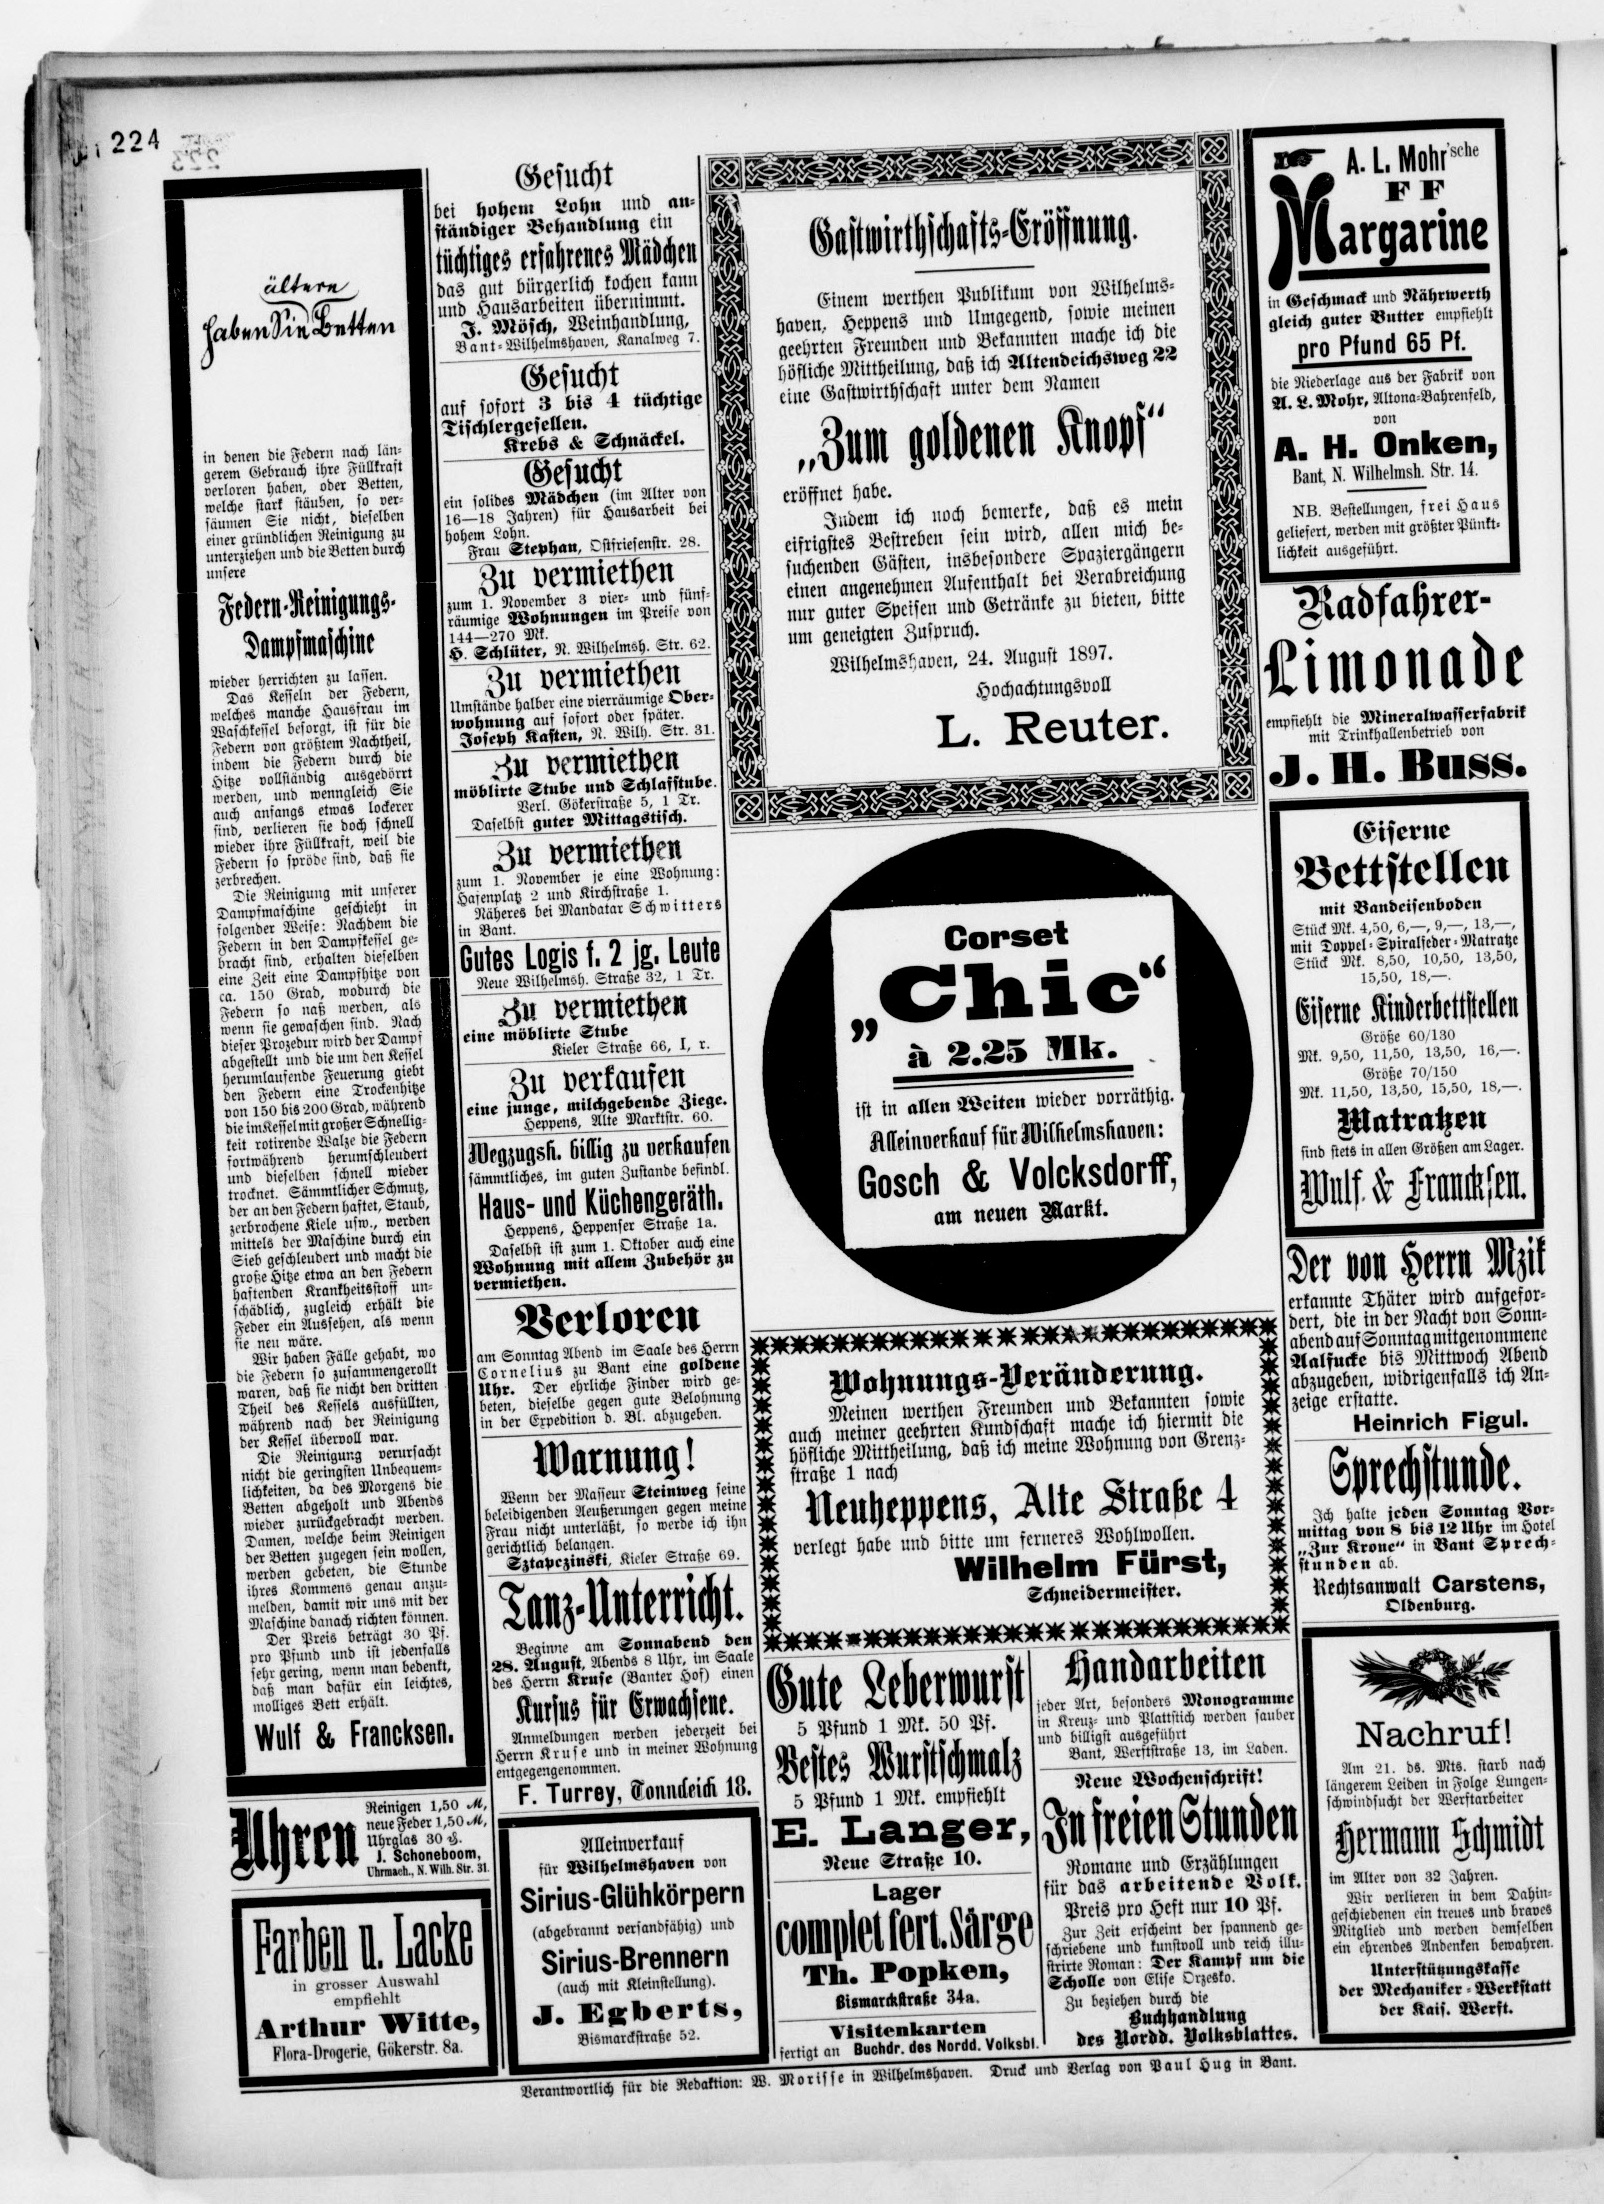 224
haben Sie ältere Betten
in denen die Federn nach län-
gerem Gebrauch ihre Füllkraft
verloren haben, oder Betten,
welche stark stäuben, so ver-
säumen Sie nicht, dieselben
einer gründlichen Reinigung zu
unterziehen und die Betten durch
unsere
Federn-Reinigungs-
Dampfmaschine
wieder herrichten zu lassen.
Das Kesseln der Federn,
welches manche Hausfrau im
Waschkessel besorgt, ist für die
Federn von größtem Nachtheil,
indem die Federn durch die
Hitze vollständig ausgedörrt
werden, und wenngleich Sie
auch anfangs etwas lockerer
sind, verlieren sie doch schnell
wieder ihre Füllkraft, weil die
Federn so spröde sind, daß sie
zerbrechen.
Die Reinigung mit unserer
Dampfmaschine geschieht in
folgender Weise: Nachdem die
Federn in den Dampfkessel ge-
bracht sind, erhalten dieselben
eine Zeit eine Dampfhitze von
ca. 150 Grad, wodurch die
Federn so naß werden, als
wenn sie gewaschen sind. Nach
dieser Prozedur wird der Dampf
abgestellt und die um den Kessel
herumlaufende Feuerung giebt
den Federn eine Trockenhitze
von 150 bis 200 Grad, während
die im Kessel mit großer Schnellig-
keit rotirende Walze die Federn
fortwährend herumschleudert
und dieselben schnell wieder
trocknet. Sämmtlicher Schmutz,
der an den Federn haftet, Staub,
zerbrochene Kiele usw., werden
mittels der Maschine durch ein
Sieb geschleudert und macht die
große Hitze etwa an den Federn
haftenden Krankheitsstoff un-
schädlich, zugleich erhält die
Feder ein Aussehen, als wenn
sie neu wäre.
Wir haben Fälle gehabt, wo
die Federn so zusammengerollt
waren, daß sie nicht den dritten
Theil des Kessels ausfüllten,
während nach der Reinigung
der Kessel übervoll war.
Die Reinigung verursacht
nicht die geringsten Unbequem-
lichkeiten, da des Morgens die
Betten abgeholt und Abends
wieder zurückgebracht werden.
Damen, welche beim Reinigen
der Betten zugegen sein wollen,
werden gebeten, die Stunde
ihres Kommens genau anzu-
melden, damit wir uns mit der
Maschine danach richten können.
Der Preis beträgt 30 Pf.
pro Pfund und ist jedenfalls
sehr gering, wenn man bedenkt,
daß man dafür ein leichtes,
molliges Bett erhält.
Wulf & Francksen.
Uhren
Reinigen 1,50 M,
neue Feder 1,50 M,
Uhrglas 30 ₰.
J. Schoneboom,
Uhrmach., N. Wilh. Str. 31.
Farben u. Lacke
in grosser Auswahl
empfiehlt
Arthur Witte,
Flora-Drogerie, Gökerstr. 8a.
Gesucht
bei hohem Lohn und an-
ständiger Behandlung ein
tüchtiges erfahrenes Mädchen
das gut bürgerlich kochen kann
und Hausarbeiten übernimmt.
J. Mösch, Weinhandlung,
Bant-Wilhelmshaven, Kanalweg 7.
Gesucht
auf sofort 3 bis 4 tüchtige
Tischlergesellen.
Krebs & Schnäckel.
Gesucht
ein solides Mädchen (im Alter von
16—18 Jahren) für Hausarbeit bei
hohem Lohn.
Frau Stephan, Ostfriesenstr. 28.
Zu vermiethen
zum 1. November 3 vier- und fünf-
räumige Wohnungen im Preise von
144—270 Mk.
H. Schlüter, N. Wilhelmsh. Str. 62.
Zu vermiethen
Umstände halber eine vierräumige Ober-
wohnung auf sofort oder später.
Joseph Kasten, N. Wilh. Str. 31.
Zu vermiethen
möblirte Stube und Schlafstube.
Verl. Gökerstraße 5, 1 Tr.
Daselbst guter Mittagstisch.
Zu vermiethen
zum 1. November je eine Wohnung:
Hafenplatz 2 und Kirchstraße 1.
Näheres bei Mandatar Schwitters
in Bant.
Gutes Logis f. 2 jg. Leute
Neue Wilhelmsh. Straße 32, 1 Tr.
Zu vermiethen
eine möblirte Stube
Kieler Straße 66, I, r.
Zu verkaufen
eine junge, milchgebende Ziege.
Heppens, Alte Marktstr. 60.
Wegzugsh. billig zu verkaufen
sämmtliches, im guten Zustande befindl.
Haus- und Küchengeräth.
Heppens, Heppenser Straße 1a.
Daselbst ist zum 1. Oktober auch eine
Wohnung mit allem Zubehör zu
vermiethen.
Verloren
am Sonntag Abend im Saale des Herrn
Cornelius zu Bant eine goldene
Uhr. Der ehrliche Finder wird ge-
beten, dieselbe gegen gute Belohnung
in der Expedition d. Bl. abzugeben.
Warnung!
Wenn der Masseur Steinweg seine
beleidigenden Aeußerungen gegen meine
Frau nicht unterläßt, so werde ich ihn
gerichtlich belangen.
Sztapczinski, Kieler Straße 69.
Tanz-Unterricht.
Beginne am Sonnabend den
28. August, Abends 8 Uhr, im Saale
des Herrn Kruse (Banter Hof) einen
Kursus für Erwachsene.
Anmeldungen werden jederzeit bei
Herrn Kruse und in meiner Wohnung
entgegengenommen.
F. Turrey, Tonndeich 18.
Alleinverkauf
für Wilhelmshaven von
Sirius-Glühkörpern
(abgebrannt versandfähig) und
Sirius-Brennern
(auch mit Kleinstellung).
J. Egberts,
Bismarckstraße 52.
Gastwirthschafts-Eröffnung.
Einem werthen Publikum von Wilhelms-
haven, Heppens und Umgegend, sowie meinen
geehrten Freunden und Bekannten mache ich die
höfliche Mittheilung, daß ich Altendeichsweg 22
eine Gastwirthschaft unter dem Namen
„Zum goldenen Knopf“
eröffnet habe.
Indem ich noch bemerke, daß es mein
eifrigstes Bestreben sein wird, allen mich be-
suchenden Gästen, insbesondere Spaziergängern
einen angenehmen Aufenthalt bei Verabreichung
nur guter Speisen und Getränke zu bieten, bitte
um geneigten Zuspruch.
Wilhelmshaven, 24. August 1897.
Hochachtungsvoll
L. Reuter.
Corset
„Chic“
à 2.25 Mk.
ist in allen Weiten wieder vorräthig.
Alleinverkauf für Wilhelmshaven:
Gosch & Volcksdorff,
am neuen Markt.
Wohnungs-Veränderung.
Meinen werthen Freunden und Bekannten sowie
auch meiner geehrten Kundschaft mache ich hiermit die
höfliche Mittheilung, daß ich meine Wohnung von Grenz-
straße 1 nach
Neuheppens, Alte Straße 4
verlegt habe und bitte um ferneres Wohlwollen.
Wilhelm Fürst,
Schneidermeister.
Gute Leberwurst
5 Pfund 1 Mk. 50 Pf.
Bestes Wurstschmalz
5 Pfund 1 Mk. empfiehlt
E. Langer,
Neue Straße 10.
Lager
complet fert. Särge
Th. Popken,
Bismarckstraße 34a.
Visitenkarten
fertigt an Buchdr. des Nordd. Volksbl.
Handarbeiten
jeder Art, besonders Monogramme
in Kreuz- und Plattstich werden sauber
und billigst ausgeführt
Bant, Werftstraße 13, im Laden.
Neue Wochenschrift!
In freien Stunden
Romane und Erzählungen
für das arbeitende Volk.
Preis pro Heft nur 10 Pf.
Zur Zeit erscheint der spannend ge-
schriebene und kunstvoll und reich illu-
strirte Roman: Der Kampf um die
Scholle von Elise Orzesko.
Zu beziehen durch die
Buchhandlung
des Nordd. Volksblattes.
A. L. Mohr'sche
FF
Margarine
in Geschmack und Nährwerth
gleich guter Butter empfiehlt
pro Pfund 65 Pf.
die Niederlage aus der Fabrik von
A. L. Mohr, Altona-Bahrenfeld,
von
A. H. Onken,
Bant, N. Wilhelmsh. Str. 14.
NB. Bestellungen, frei Haus
geliefert, werden mit größter Pünkt-
lichkeit ausgeführt.
Radfahrer-
Limonade
empfiehlt die Mineralwasserfabrik
mit Trinkhallenbetrieb von
J. H. Buss.
Eiserne
Bettstellen
mit Bandeisenboden
Stück Mk. 4,50, 6,—, 9,—, 13,—,
mit Doppel-Spiralfeder-Matratze
Stück Mk. 8,50, 10,50, 13,50,
15,50, 18,—.
Eiserne Kinderbettstellen
Größe 60/130
Mk. 9,50, 11,50, 13,50, 16,—.
Größe 70/150
Mk. 11,50, 13,50, 15,50, 18,—.
Matratzen
sind stets in allen Größen am Lager.
Wulf & Francksen.
Der von Herrn Mzik
erkannte Thäter wird aufgefor-
dert, die in der Nacht von Sonn-
abend auf Sonntag mitgenommene
Aalfucke bis Mittwoch Abend
abzugeben, widrigenfalls ich An-
zeige erstatte.
Heinrich Figul.
Sprechstunde.
Ich halte jeden Sonntag Vor-
mittag von 8 bis 12 Uhr im Hotel
„Zur Krone“ in Bant Sprech-
stunden ab.
Rechtsanwalt Carstens,
Oldenburg.
Nachruf!
Am 21. ds. Mts. starb nach
längerem Leiden in Folge Lungen-
schwindsucht der Werftarbeiter
Hermann Schmidt
im Alter von 32 Jahren.
Wir verlieren in dem Dahin-
geschiedenen ein treues und braves
Mitglied und werden demselben
ein ehrendes Andenken bewahren.
Unterstützungskasse
der Mechaniker-Werkstatt
der Kais. Werft.
Verantwortlich für die Redaktion: W. Morisse in Wilhelmshaven. Druck und Verlag von Paul Hug in Bant.